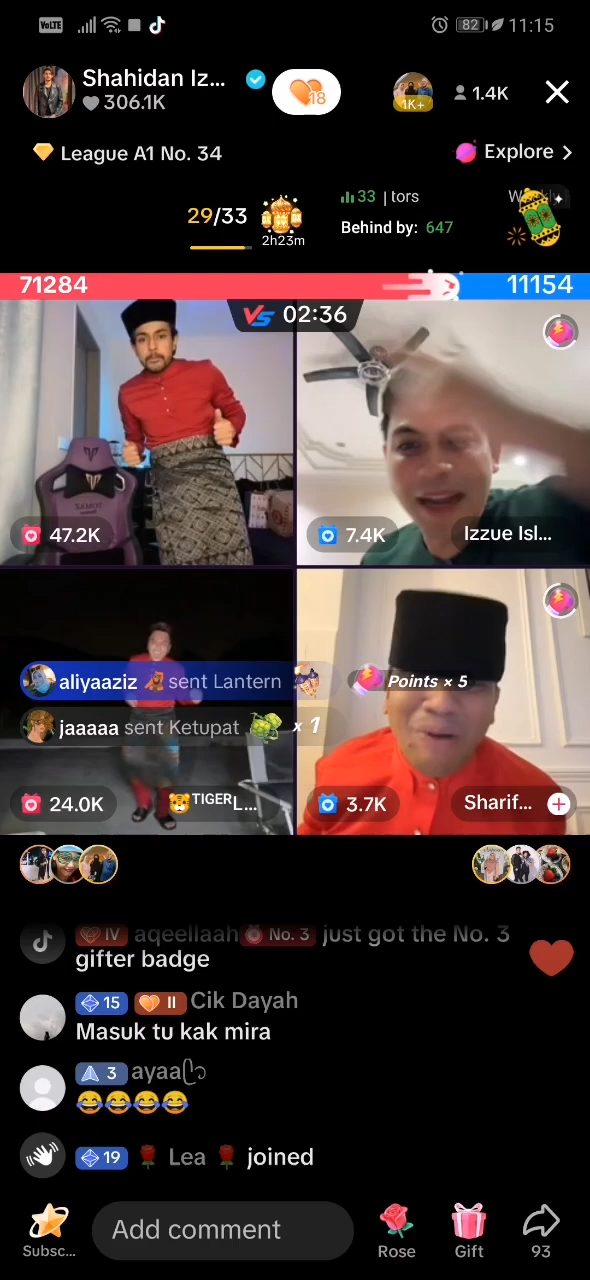 VoLTE
82
11:15
Shahidan Iz...
306.1K
18
1K+
1.4K
League A1 No. 34
Explore
29/33
2h23m
33 | tors
Behind by: 647
71284
11154
VS 02:36
47.2K
7.4K
Izzue Isl...
aliyaaziz sent Lantern
Points × 5
jaaaaa sent Ketupat × 1
24.0K
TIGERL...
3.7K
Sharif...
IV aqeellaah No. 3 just got the No. 3
gifter badge
15 II Cik Dayah
Masuk tu kak mira
3 ayaa
😂😂😂😂
19 🌹 Lea 🌹 joined
Subsc...
Add comment
Rose
Gift
93